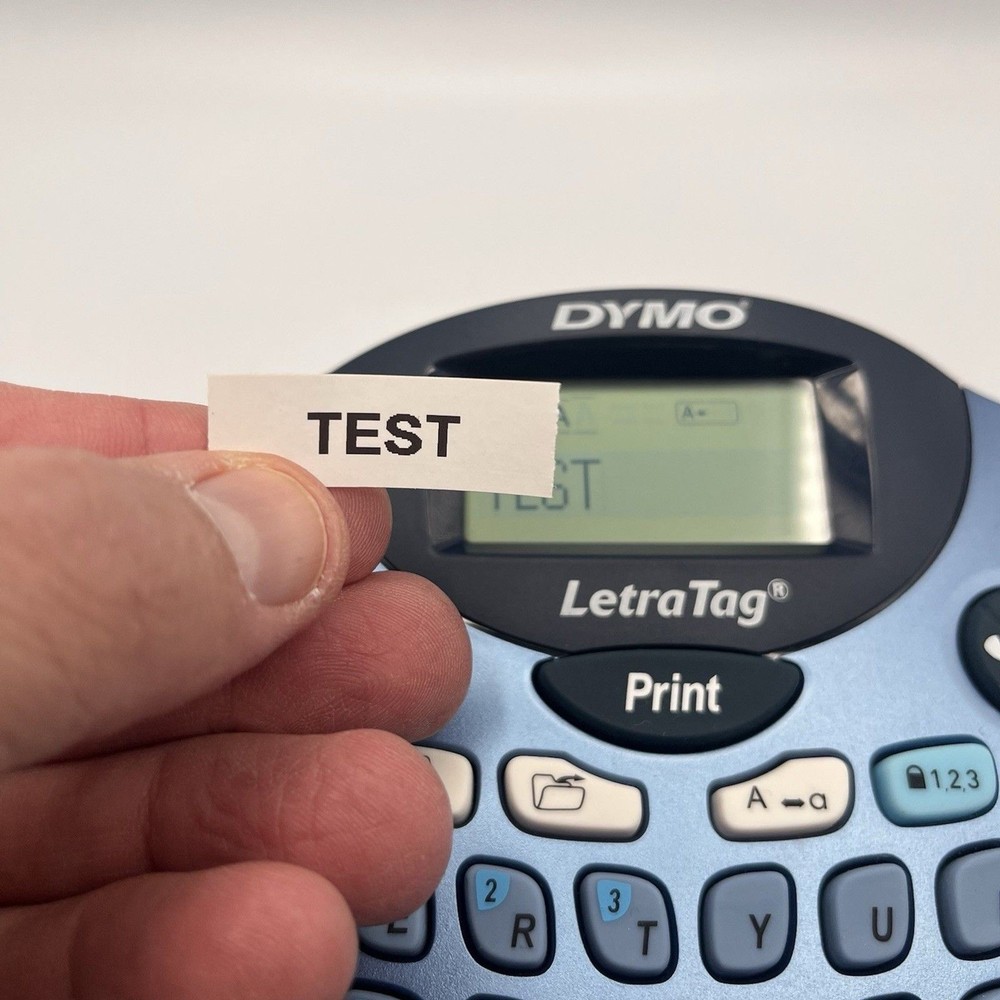 DYMO
TEST
A
A
TEST
LetraTag®
Print
A ↔ a
1,2,3
E
2 R
3 T
Y
U